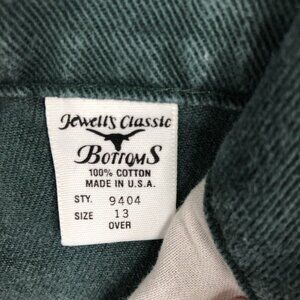 Jewell's Classic
Bottoms
100% COTTON
MADE IN U.S.A.
STY. 9404
SIZE 13
OVER